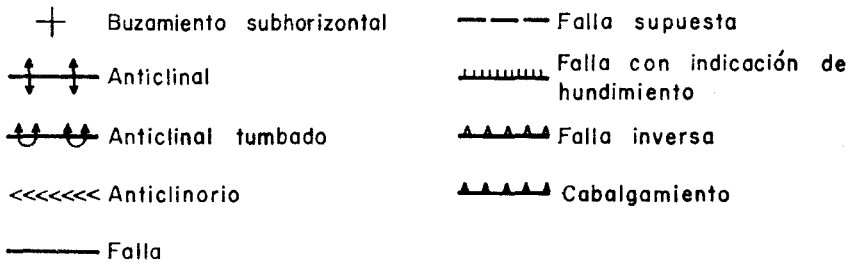 Buzamiento subhorizontal
Anticlinal
Anticlinal tumbado
Anticlinorio
Falla
Falla supuesta
Falla con indicación de
hundimiento
Falla inversa
Cabalgamiento